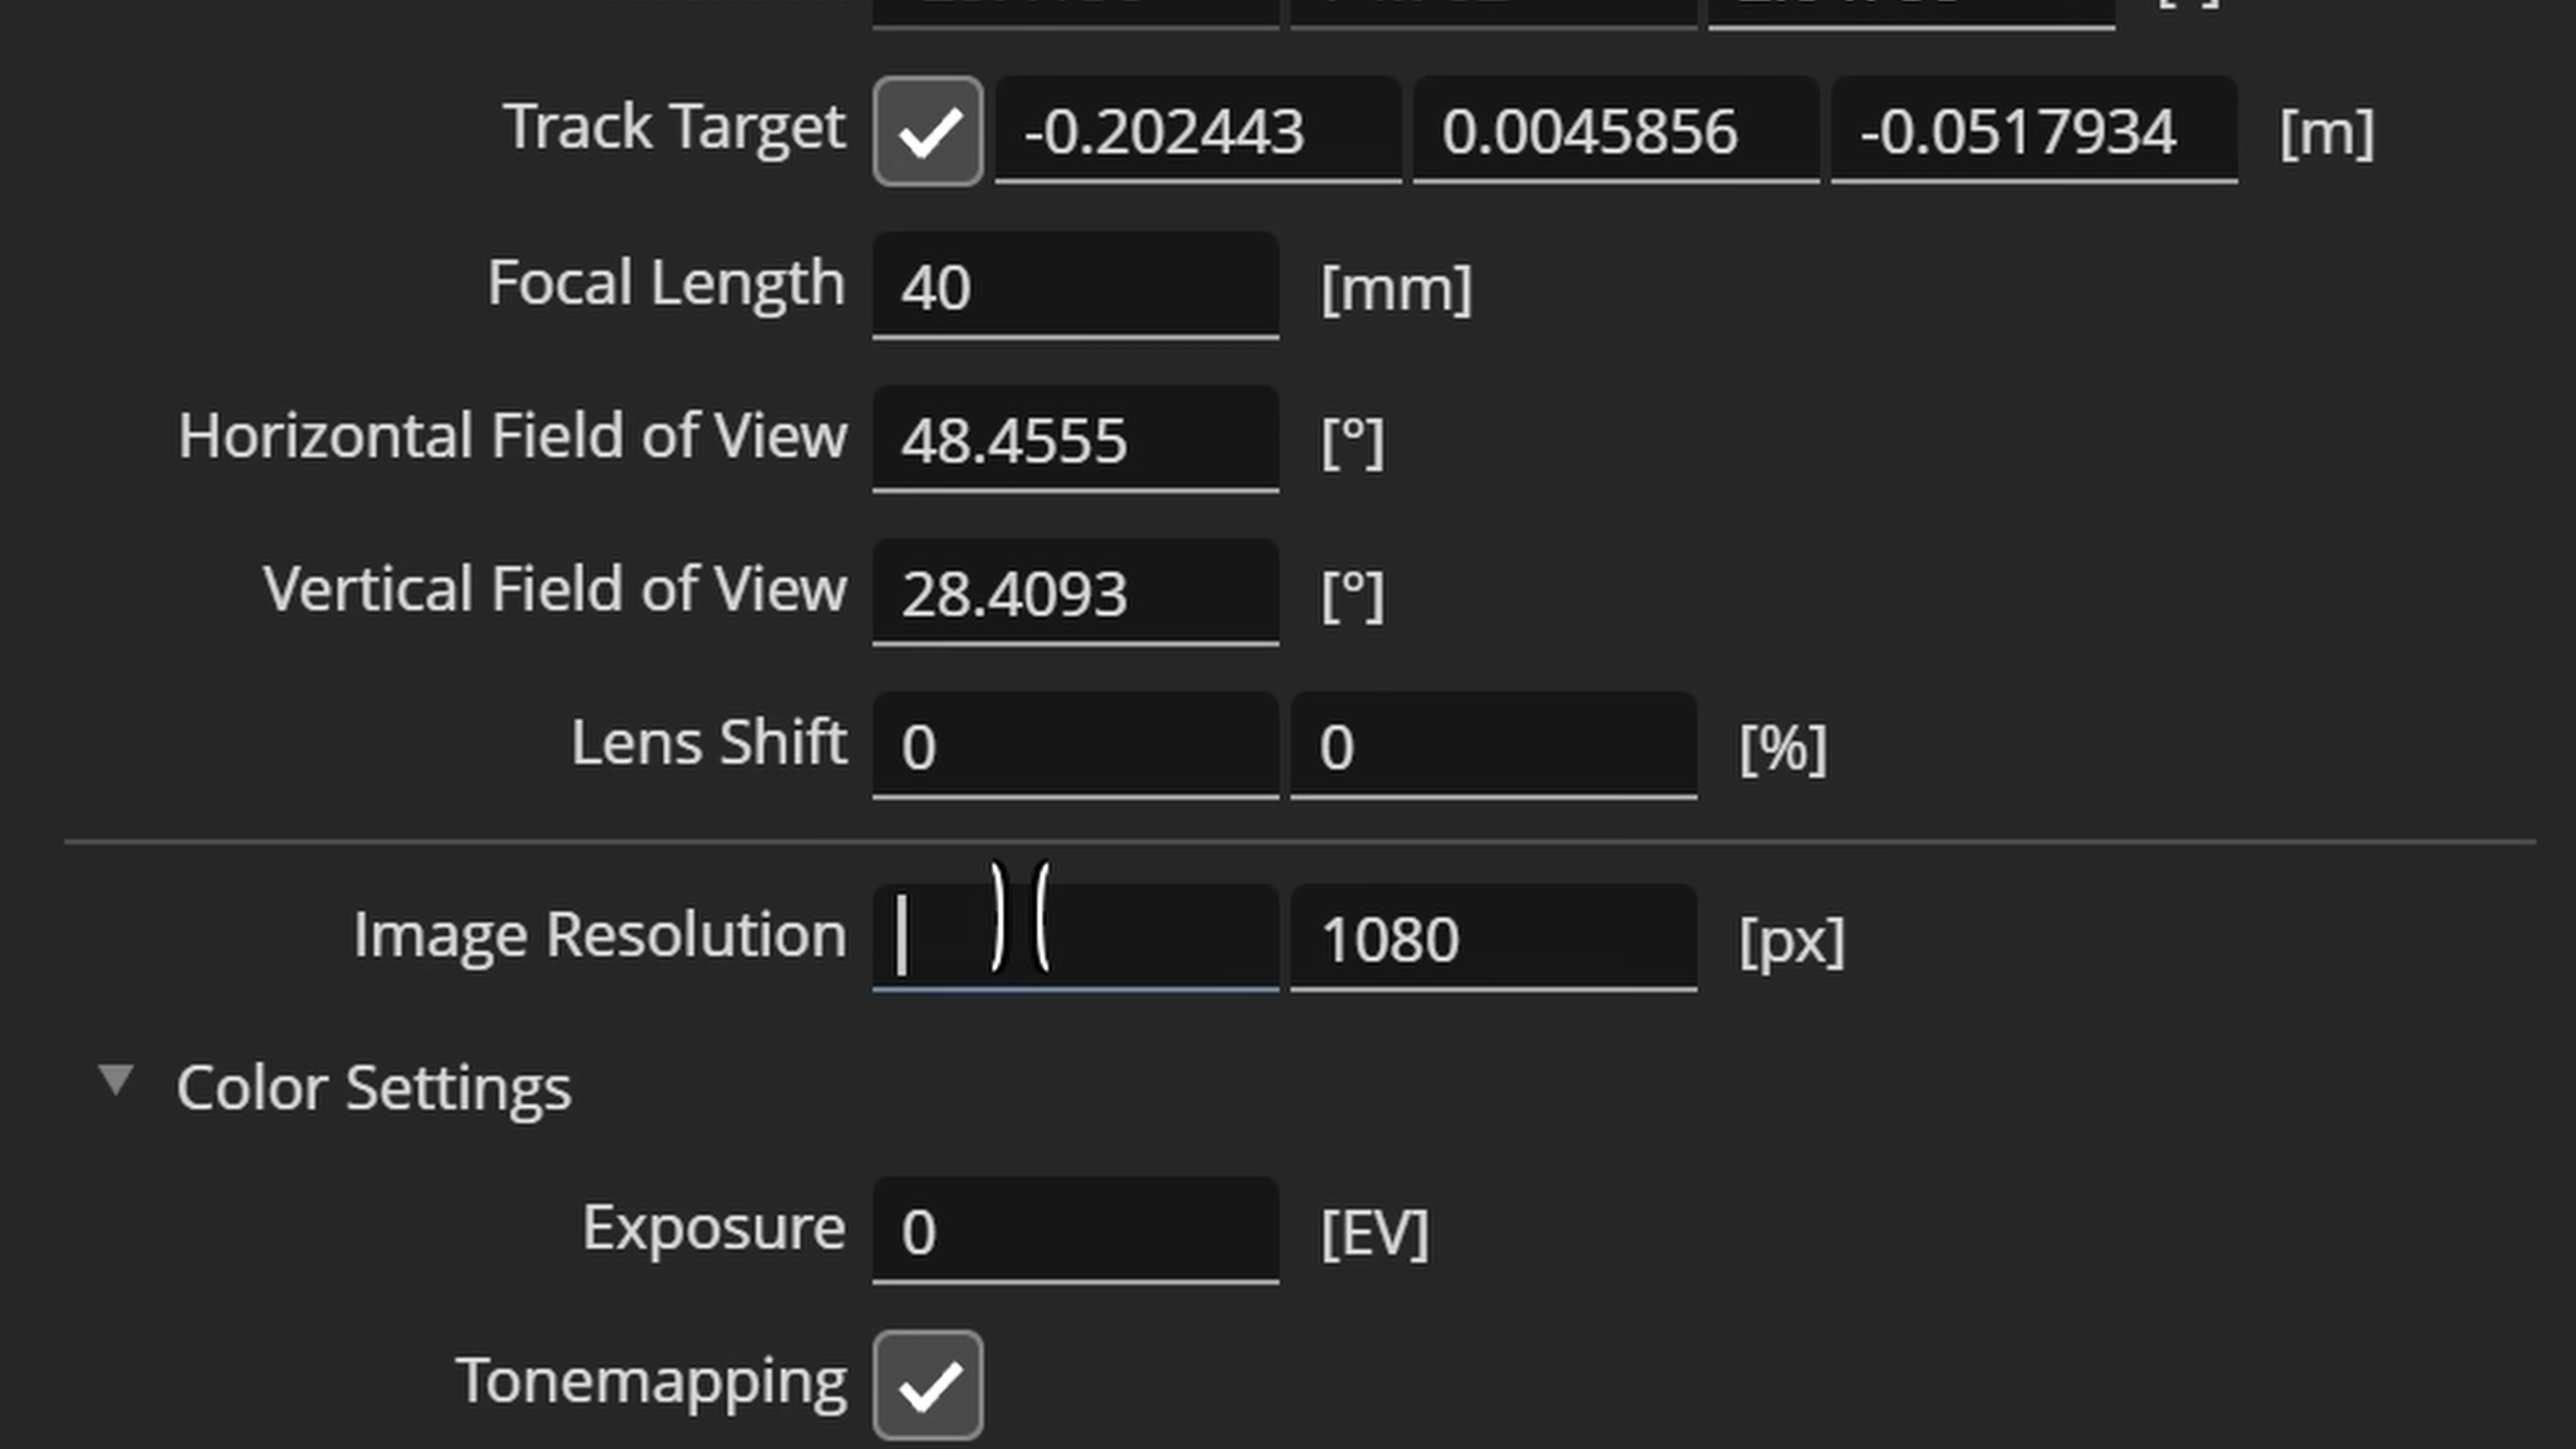 Track Target -0.202443 0.0045856 -0.0517934 [m]
Focal Length 40 [mm]
Horizontal Field of View 48.4555 [°]
Vertical Field of View 28.4093 [°]
Lens Shift 0 0 [%]
Image Resolution 1080 [px]
Color Settings
Exposure 0 [EV]
Tonemapping